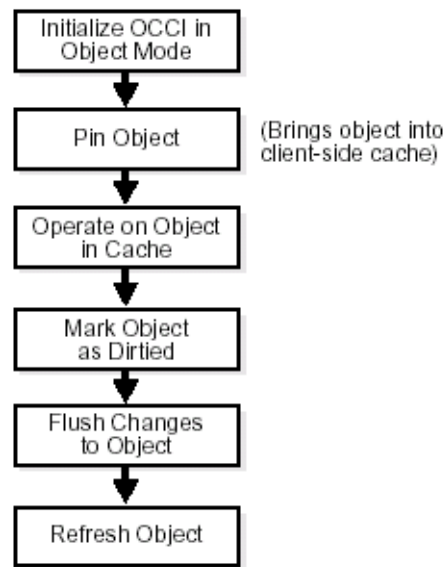 Initialize OCCI in
Object Mode
Pin Object
(Brings object into
client-side cache)
Operate on Object
in Cache
Mark Object
as Dirtied
Flush Changes
to Object
Refresh Object